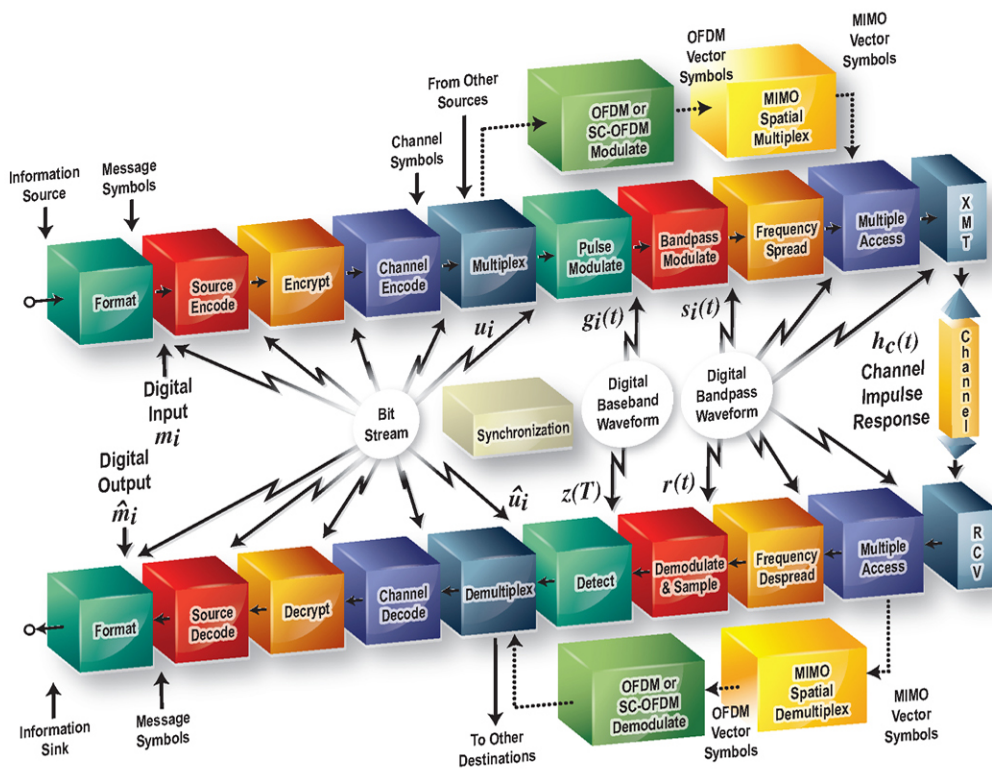 OFDM
Vector
Symbols
MIMO
Vector
Symbols
From Other
Sources
OFDM or
SC-OFDM
Modulate
MIMO
Spatial
Multiplex
Channel
Symbols
Message
Symbols
Information
Source
Format
Source
Encode
Encrypt
Channel
Encode
Multiplex
Pulse
Modulate
Bandpass
Modulate
Frequency
Spread
Multiple
Access
X
M
T
u_i
g_i(t)
s_i(t)
h_c(t)
Channel
Impulse
Response
Channel
Digital
Input
m_i
Bit
Stream
Synchronization
Digital
Baseband
Waveform
Digital
Bandpass
Waveform
Digital
Output
m̂_i
û_i
z(T)
r(t)
Format
Source
Decode
Decrypt
Channel
Decode
Demultiplex
Detect
Demodulate
& Sample
Frequency
Despread
Multiple
Access
R
C
V
Information
Sink
Message
Symbols
To Other
Destinations
OFDM or
SC-OFDM
Demodulate
OFDM
Vector
Symbols
MIMO
Spatial
Demultiplex
MIMO
Vector
Symbols